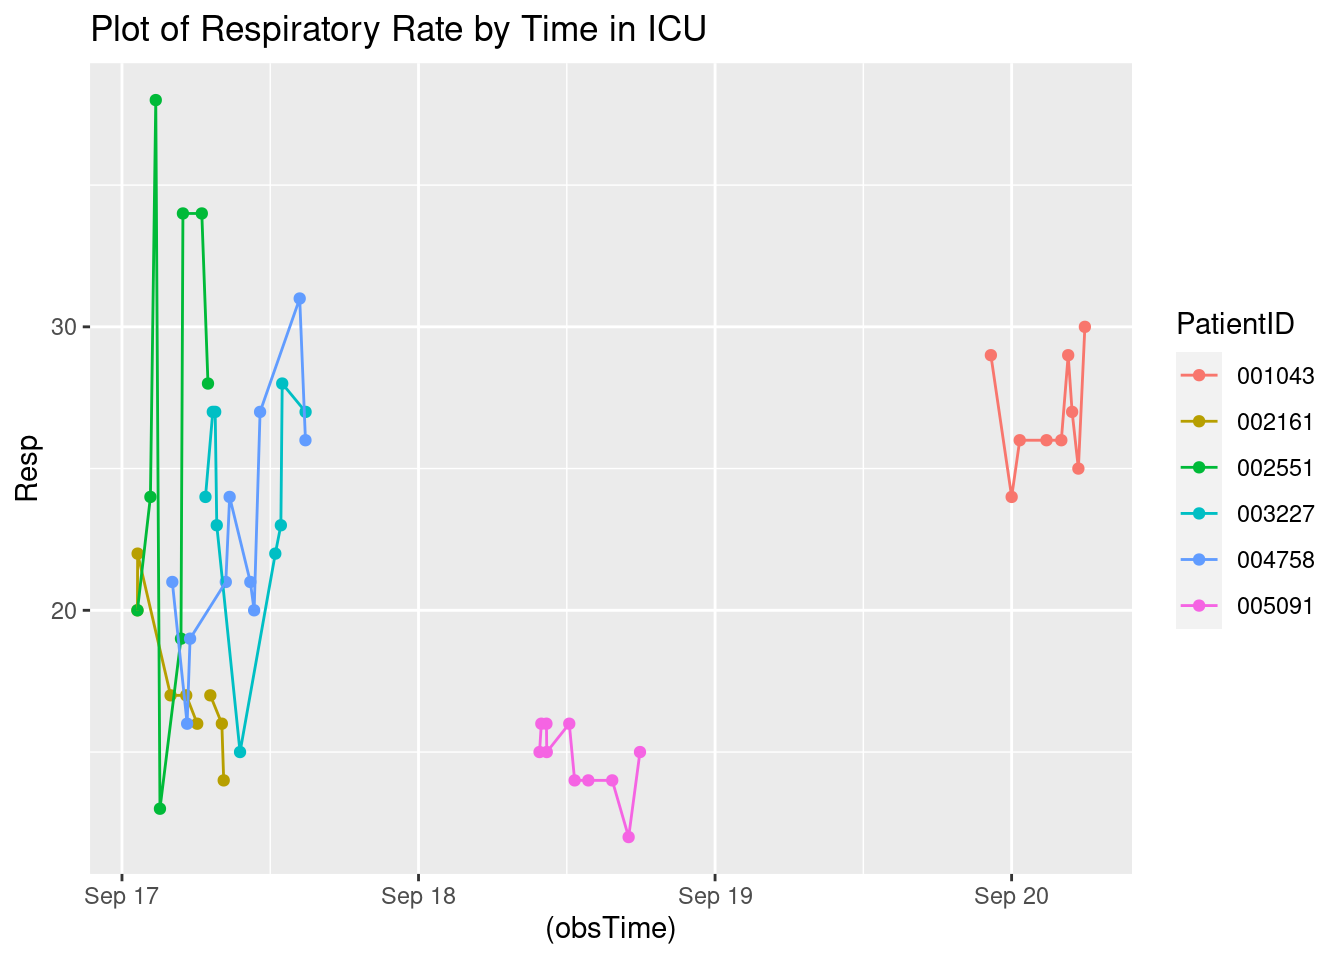 Plot of Respiratory Rate by Time in ICU
Resp
30
20
Sep 17
Sep 18
Sep 19
Sep 20
(obsTime)
PatientID
001043
002161
002551
003227
004758
005091